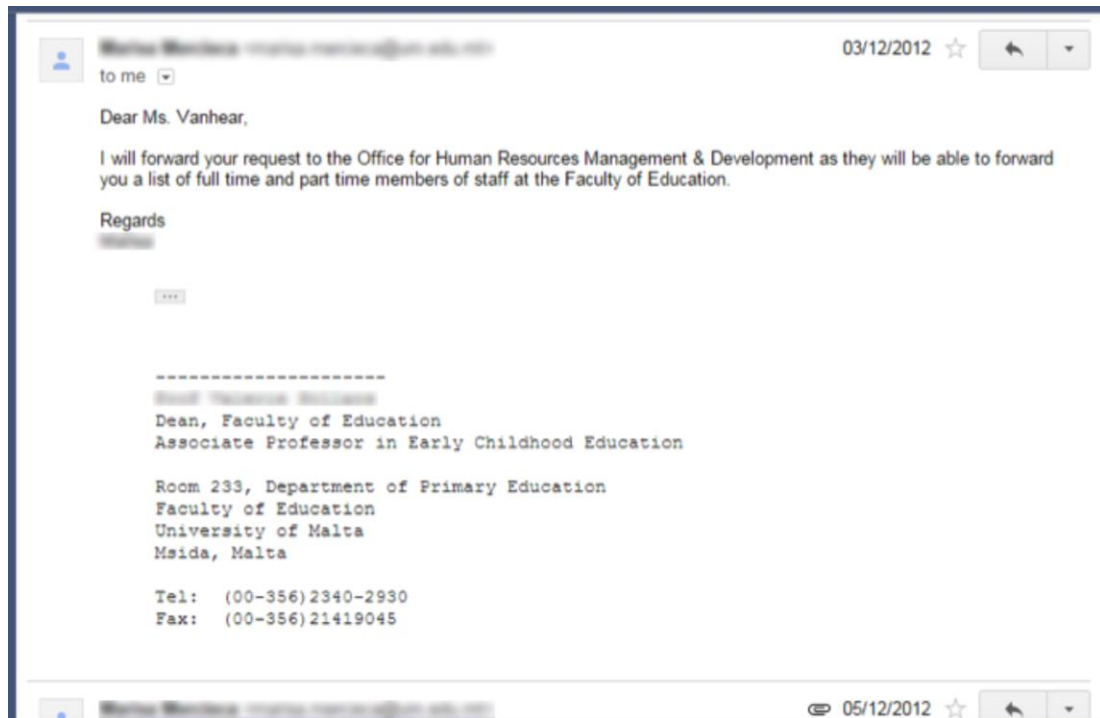 03/12/2012
to me
Dear Ms. Vanhear,
I will forward your request to the Office for Human Resources Management & Development as they will be able to forward
you a list of full time and part time members of staff at the Faculty of Education.
Regards
---------------------
Dean, Faculty of Education
Associate Professor in Early Childhood Education
Room 233, Department of Primary Education
Faculty of Education
University of Malta
Msida, Malta
Tel: (00-356)2340-2930
Fax: (00-356)21419045
05/12/2012